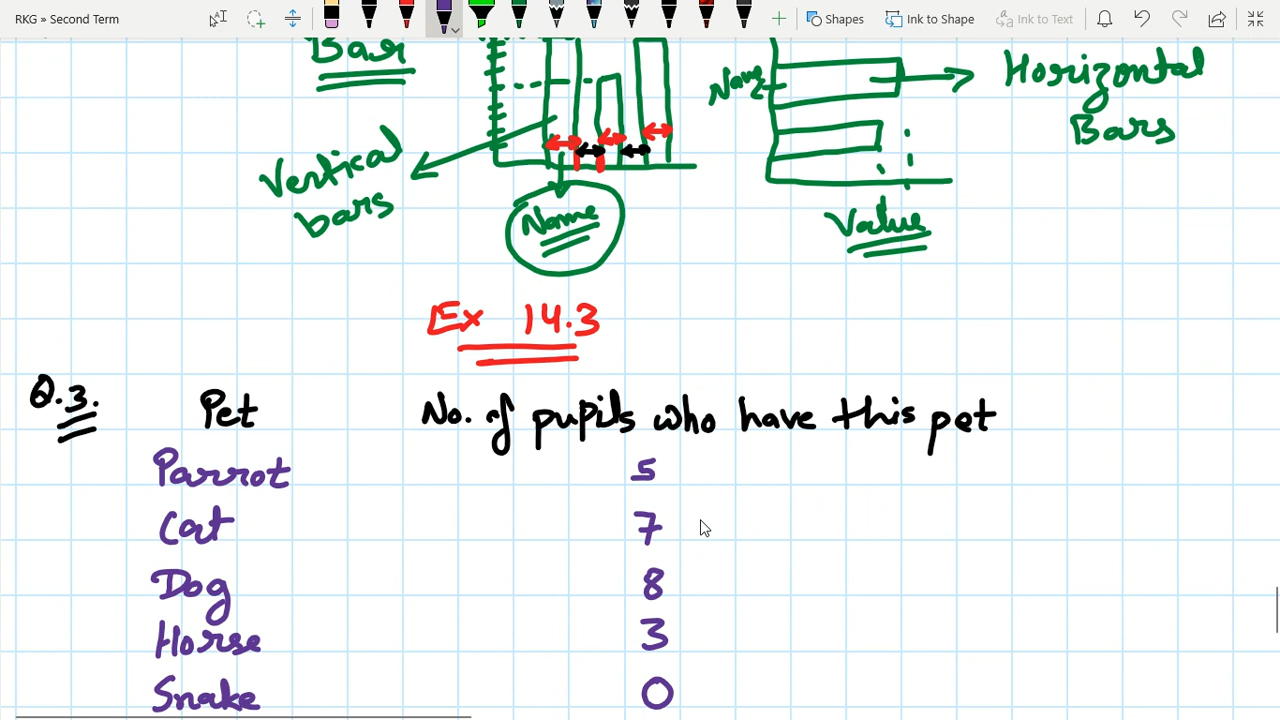 RKG » Second Term
Shapes
Ink to Shape
Ink to Text
Bar
Vertical
bars
Name
Name
Value
Horizontal
Bars
Ex 14.3
Q.3. Pet No. of pupils who have this pet
Parrot 5
Cat 7
Dog 8
Horse 3
Snake 0